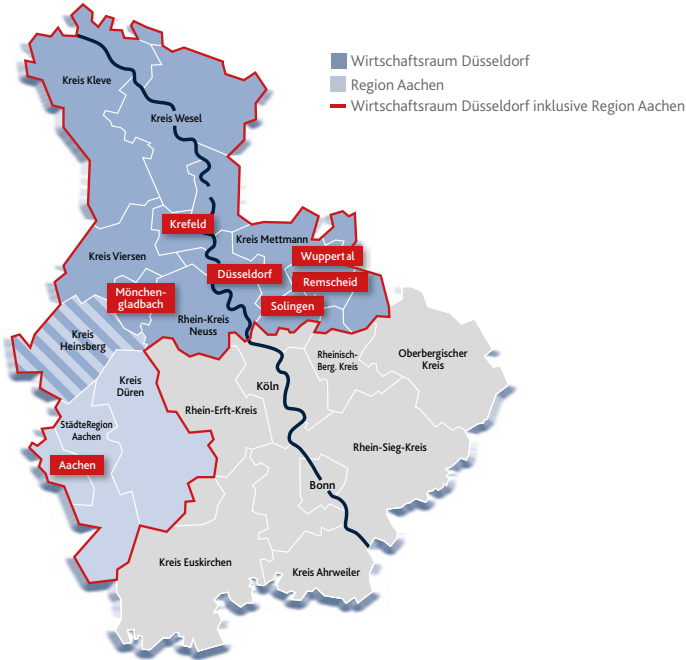 Wirtschaftsraum Düsseldorf
Region Aachen
Wirtschaftsraum Düsseldorf inklusive Region Aachen
Kreis Kleve
Kreis Wesel
Krefeld
Kreis Mettmann
Kreis Viersen
Wuppertal
Düsseldorf
Remscheid
Mönchen-
gladbach
Solingen
Rhein-Kreis
Neuss
Kreis
Heinsberg
Rheinisch-
Berg. Kreis
Oberbergischer
Kreis
Kreis
Düren
Köln
Rhein-Erft-Kreis
StädteRegion
Aachen
Rhein-Sieg-Kreis
Aachen
Bonn
Kreis Euskirchen
Kreis Ahrweiler